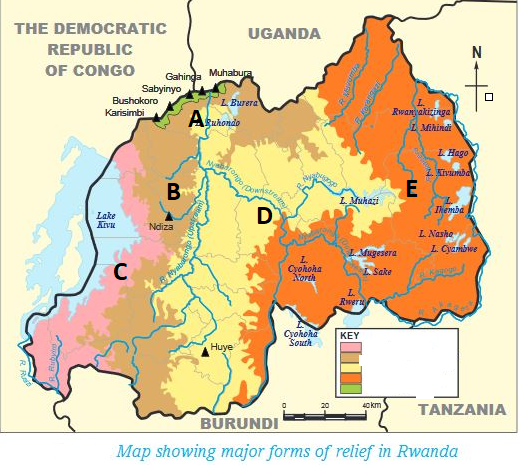 THE DEMOCRATIC
REPUBLIC
OF CONGO
UGANDA
N
Gahinga
Muhabura
Sabyinyo
Bushokoro
Karisimbi
A
L. Burera
Ruhondo
R. Muvumba
L.
Rwanyakizinga
L. Mihindi
L. Hago
L. Kivumba
L.
Ihemba
B
E
D
C
L. Muhazi
Lake
Kivu
Ndiza
L. Nasho
L. Cyambwe
L. Mugesera
L. Sake
L.
Cyohoha
North
L.
Rweru
L.
Cyohoha
South
Huye
KEY
0
20
40km
BURUNDI
TANZANIA
Map showing major forms of relief in Rwanda